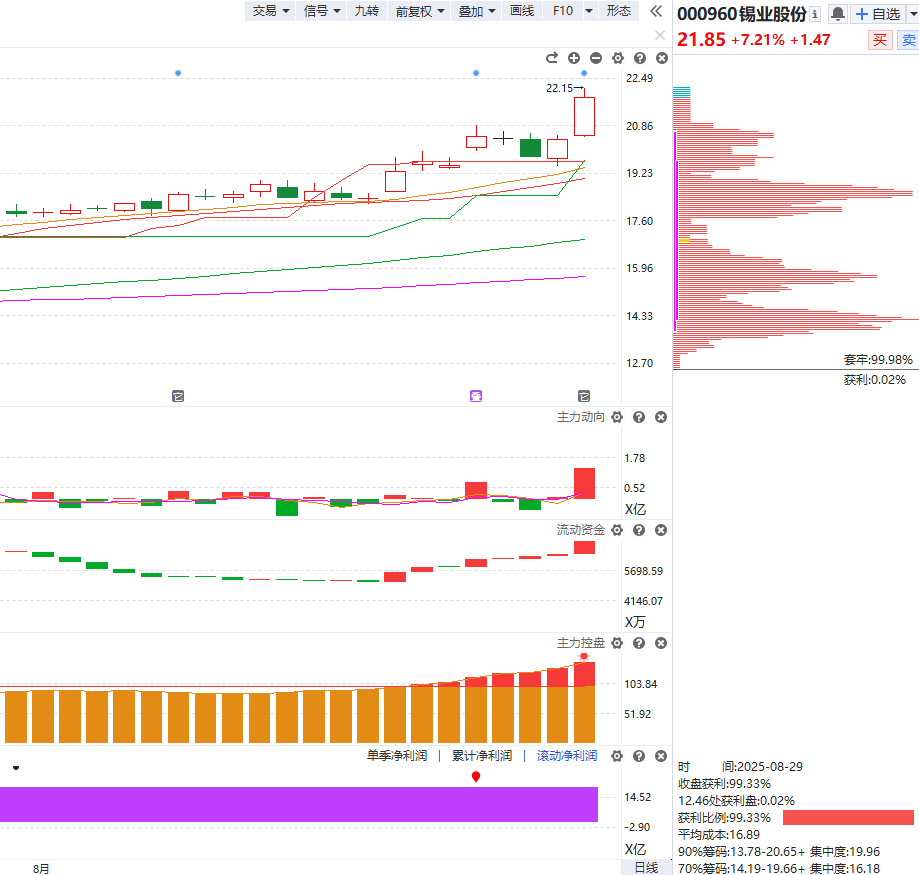 交易 信号 九转 前复权 叠加 画线 F10 形态
000960 锡业股份 自选
21.85 +7.21% +1.47 买 卖
22.49
22.15
20.86
19.23
17.60
15.96
14.33
12.70
套牢:99.98%
获利:0.02%
主力动向
1.78
0.52
X亿
流动资金
5698.59
4146.07
X万
主力控盘
103.84
51.92
单季净利润 | 累计净利润 | 滚动净利润
14.52
-2.90
X亿
8月
日线
时 间:2025-08-29
收盘获利:99.33%
12.46处获利盘:0.02%
获利比例:99.33%
平均成本:16.89
90%筹码:13.78-20.65+ 集中度:19.96
70%筹码:14.19-19.66+ 集中度:16.18